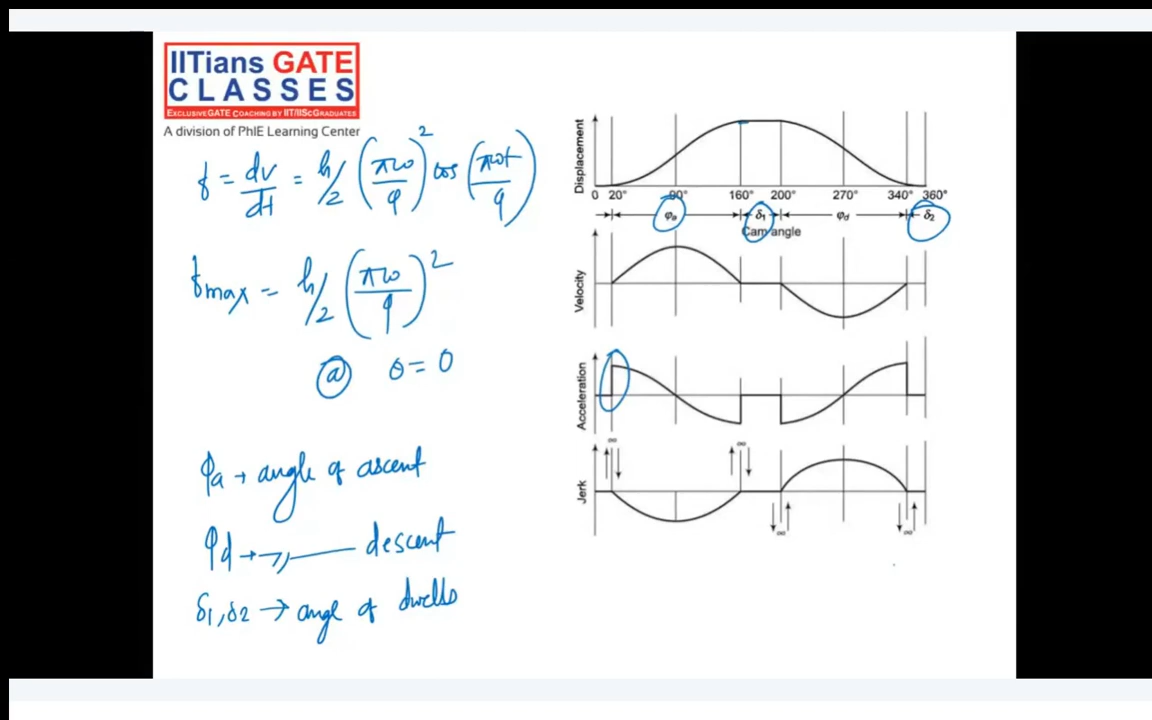 IITians GATE
CLASSES
EXCLUSIVE GATE COACHING BY IIT/IISc GRADUATES
A division of PhIE Learning Center
f = dv/dt = h/2 (πω/φ)² cos (πωt/φ)
fmax = h/2 (πω/φ)²
@ θ = 0
φa → angle of ascent
φd → —〃— descent
δ1, δ2 → angle of dwells
Displacement
0 20° 90° 160° 200° 270° 340° 360°
φa δ1 φd δ2
Cam angle
Velocity
Acceleration
∞ ∞
Jerk
∞ ∞